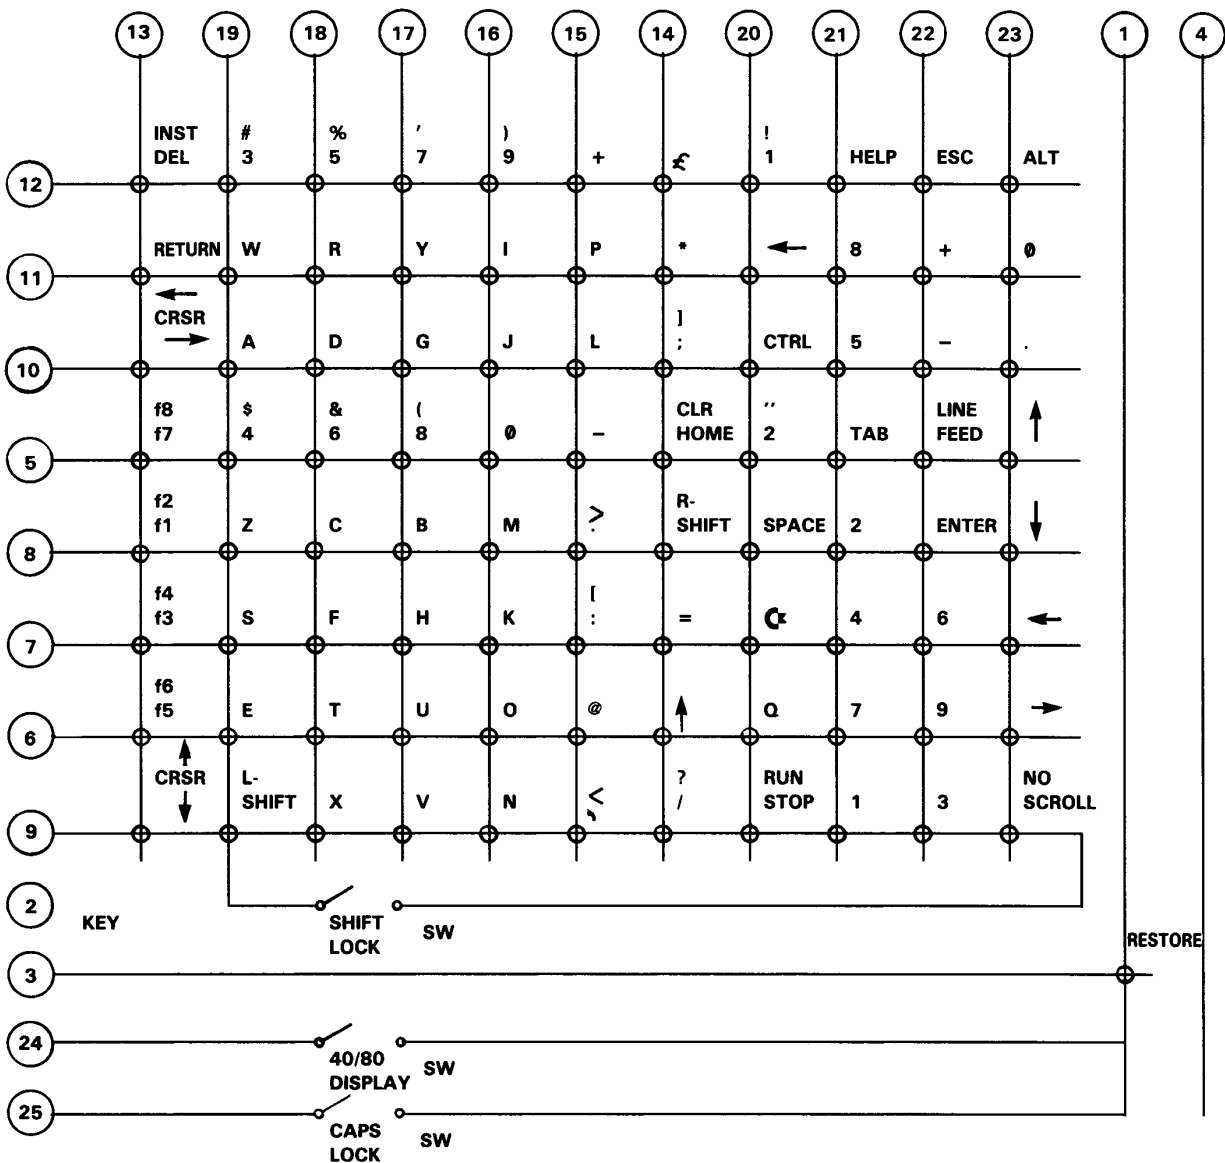 13 19 18 17 16 15 14 20 21 22 23 1 4
INST # % ' ) !
DEL 3 5 7 9 + £ 1 HELP ESC ALT
12
RETURN W R Y I P * ← 8 + Ø
11
←
CRSR ]
→ A D G J L ; CTRL 5 – .
10
f8 $ & ( CLR '' LINE ↑
f7 4 6 8 Ø – HOME 2 TAB FEED
5
f2 > R- ↓
f1 Z C B M . SHIFT SPACE 2 ENTER
8
f4 [
f3 S F H K : = C= 4 6 ←
7
f6
f5 E T U O @ ↑ Q 7 9 →
6
↑
CRSR L- < ? RUN NO
↓ SHIFT X V N , / STOP 1 3 SCROLL
9
2
KEY SHIFT SW
LOCK
RESTORE
3
24
40/80 SW
DISPLAY
25
CAPS SW
LOCK